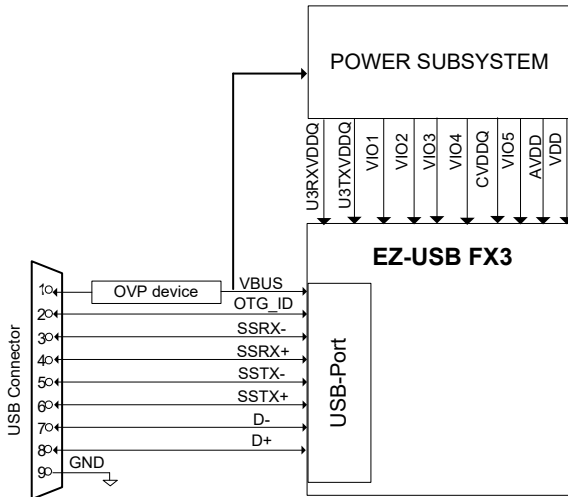 POWER SUBSYSTEM
U3RXVDDQ
U3TXVDDQ
VIO1
VIO2
VIO3
VIO4
CVDDQ
VIO5
AVDD
VDD
EZ-USB FX3
USB-Port
USB Connector
1
OVP device
VBUS
2
OTG_ID
3
SSRX-
4
SSRX+
5
SSTX-
6
SSTX+
7
D-
8
D+
9
GND